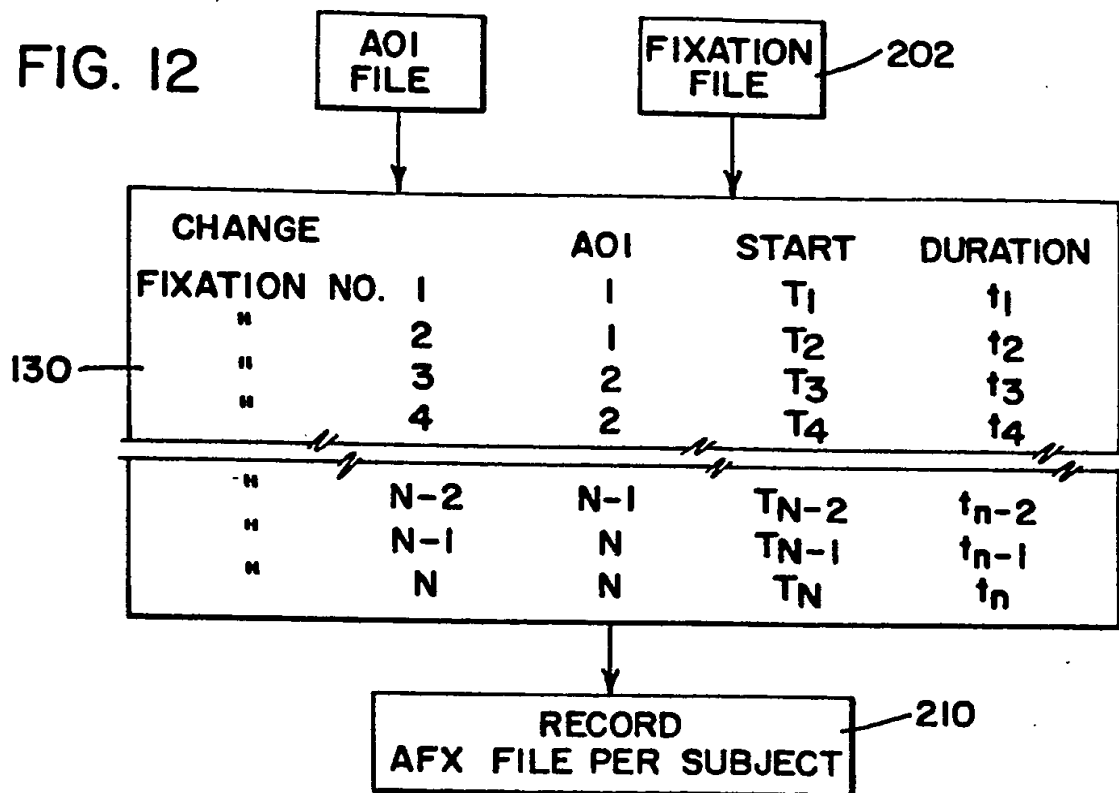 FIG. 12
AOI FILE
FIXATION FILE
202
CHANGE AOI START DURATION
FIXATION NO. 1 1 T1 t1
" 2 1 T2 t2
130
" 3 2 T3 t3
" 4 2 T4 t4
" N-2 N-1 TN-2 tn-2
" N-1 N TN-1 tn-1
" N N TN tn
RECORD
210
AFX FILE PER SUBJECT